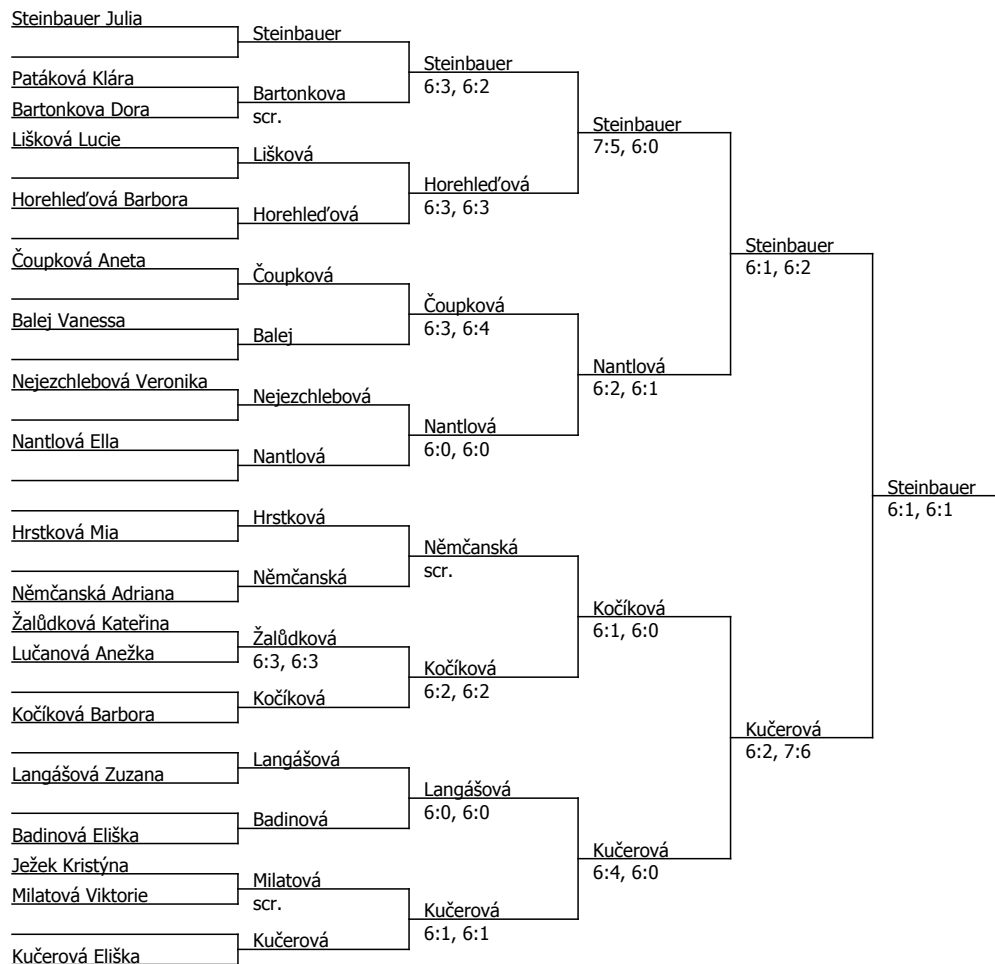 Steinbauer Julia
Patáková Klára
Bartonkova Dora
Lišková Lucie
Horehleďová Barbora
Čoupková Aneta
Balej Vanessa
Nejezchlebová Veronika
Nantlová Ella
Hrstková Mia
Němčanská Adriana
Žalůdková Kateřina
Lučanová Anežka
Kočíková Barbora
Langášová Zuzana
Badinová Eliška
Ježek Kristýna
Milatová Viktorie
Kučerová Eliška
Steinbauer
Bartonkova
scr.
Lišková
Horehleďová
Čoupková
Balej
Nejezchlebová
Nantlová
Hrstková
Němčanská
Žalůdková
6:3, 6:3
Kočíková
Langášová
Badinová
Milatová
scr.
Kučerová
Steinbauer
6:3, 6:2
Horehleďová
6:3, 6:3
Čoupková
6:3, 6:4
Nantlová
6:0, 6:0
Němčanská
scr.
Kočíková
6:2, 6:2
Langášová
6:0, 6:0
Kučerová
6:1, 6:1
Steinbauer
7:5, 6:0
Nantlová
6:2, 6:1
Kočíková
6:1, 6:0
Kučerová
6:4, 6:0
Steinbauer
6:1, 6:2
Kučerová
6:2, 7:6
Steinbauer
6:1, 6:1